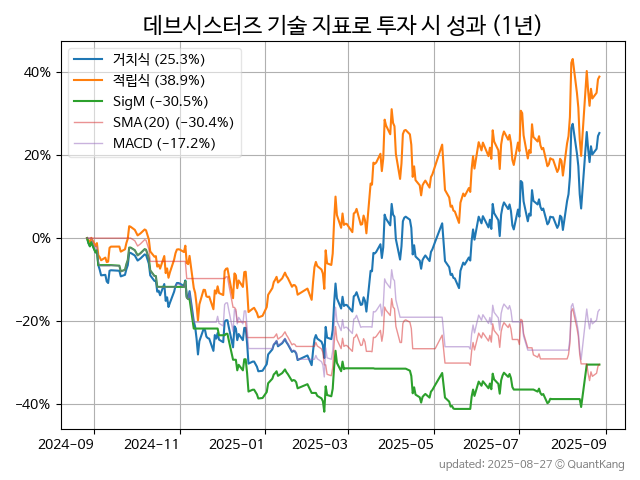 데브시스터즈 기술 지표로 투자 시 성과 (1년)
거치식 (25.3%)
적립식 (38.9%)
SigM (−30.5%)
SMA(20) (−30.4%)
MACD (−17.2%)
40%
20%
0%
−20%
−40%
2024-09 2024-11 2025-01 2025-03 2025-05 2025-07 2025-09
updated: 2025-08-27 © QuantKang